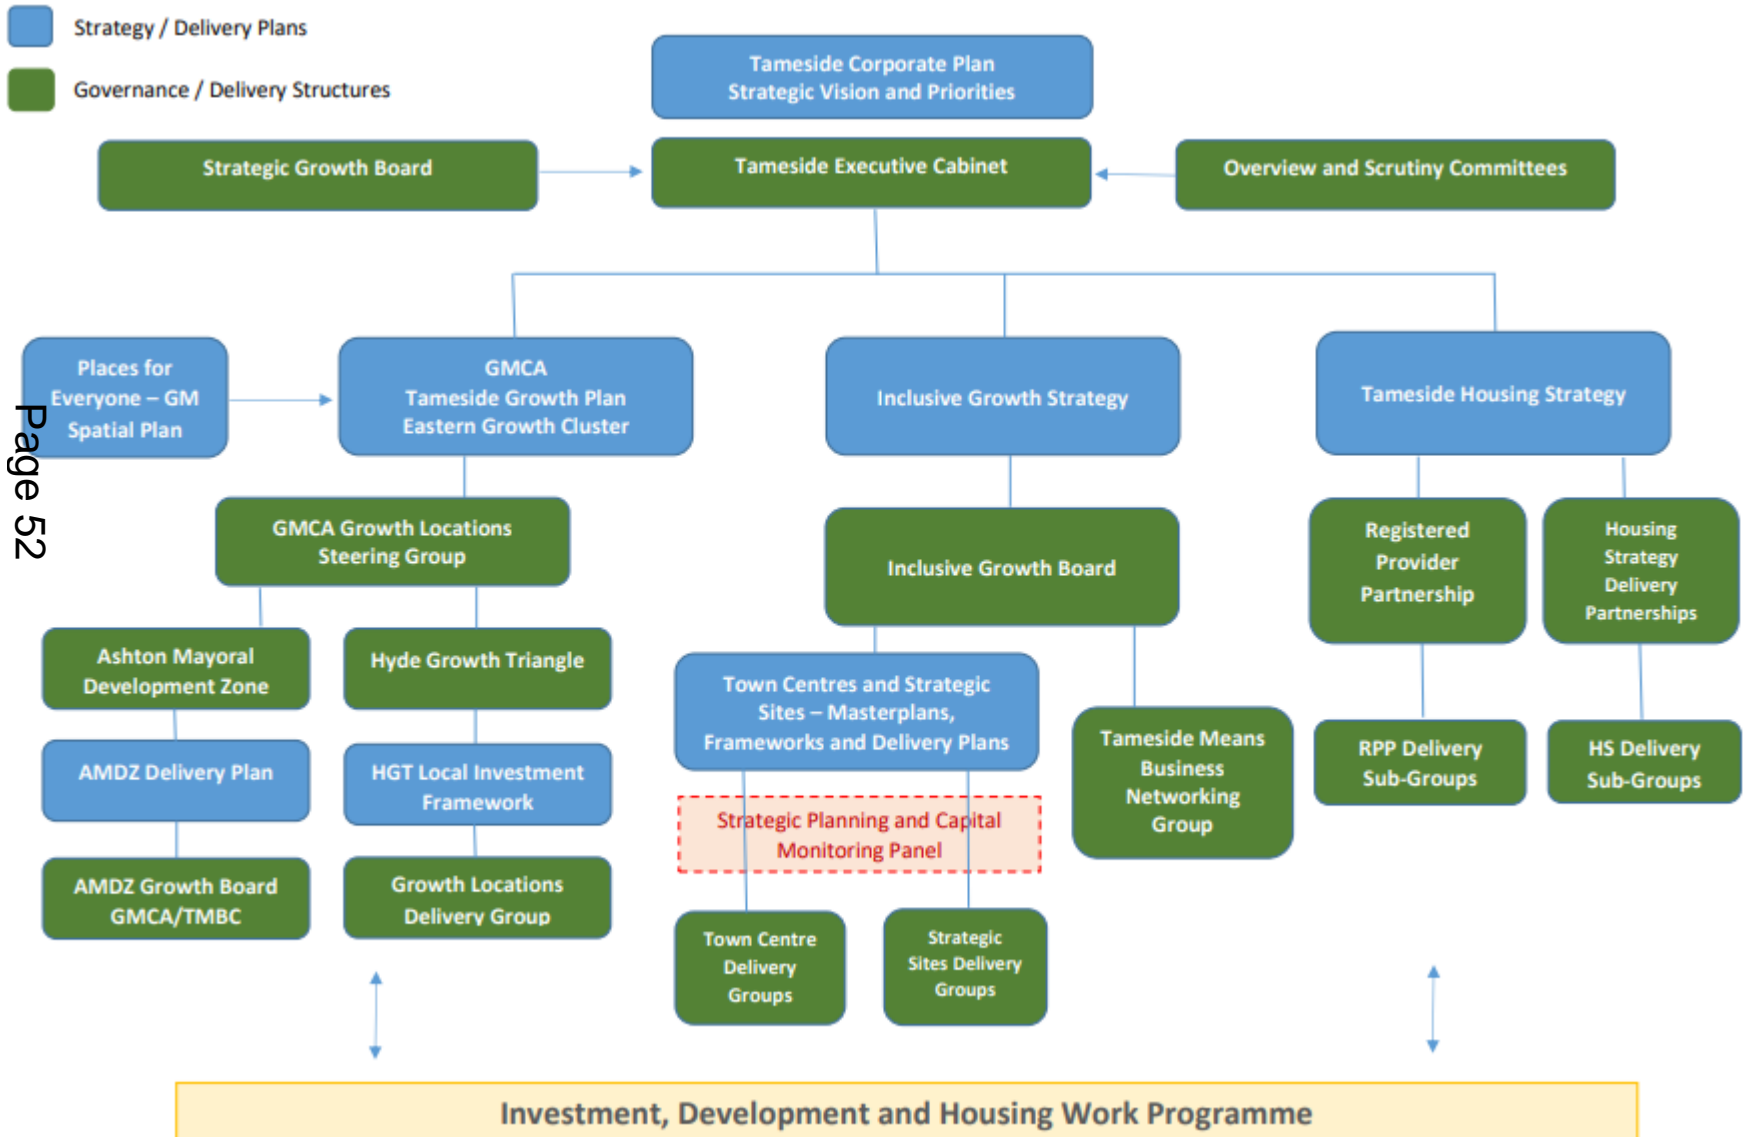 Strategy / Delivery Plans
Governance / Delivery Structures
Tameside Corporate Plan
Strategic Vision and Priorities
Strategic Growth Board
Tameside Executive Cabinet
Overview and Scrutiny Committees
Places for
Everyone – GM
Spatial Plan
GMCA
Tameside Growth Plan
Eastern Growth Cluster
Inclusive Growth Strategy
Tameside Housing Strategy
Page 52
GMCA Growth Locations
Steering Group
Inclusive Growth Board
Registered
Provider
Partnership
Housing
Strategy
Delivery
Partnerships
Ashton Mayoral
Development Zone
Hyde Growth Triangle
Town Centres and Strategic
Sites – Masterplans,
Frameworks and Delivery Plans
Tameside Means
Business
Networking
Group
RPP Delivery
Sub-Groups
HS Delivery
Sub-Groups
AMDZ Delivery Plan
HGT Local Investment
Framework
Strategic Planning and Capital
Monitoring Panel
AMDZ Growth Board
GMCA/TMBC
Growth Locations
Delivery Group
Town Centre
Delivery
Groups
Strategic
Sites Delivery
Groups
Investment, Development and Housing Work Programme